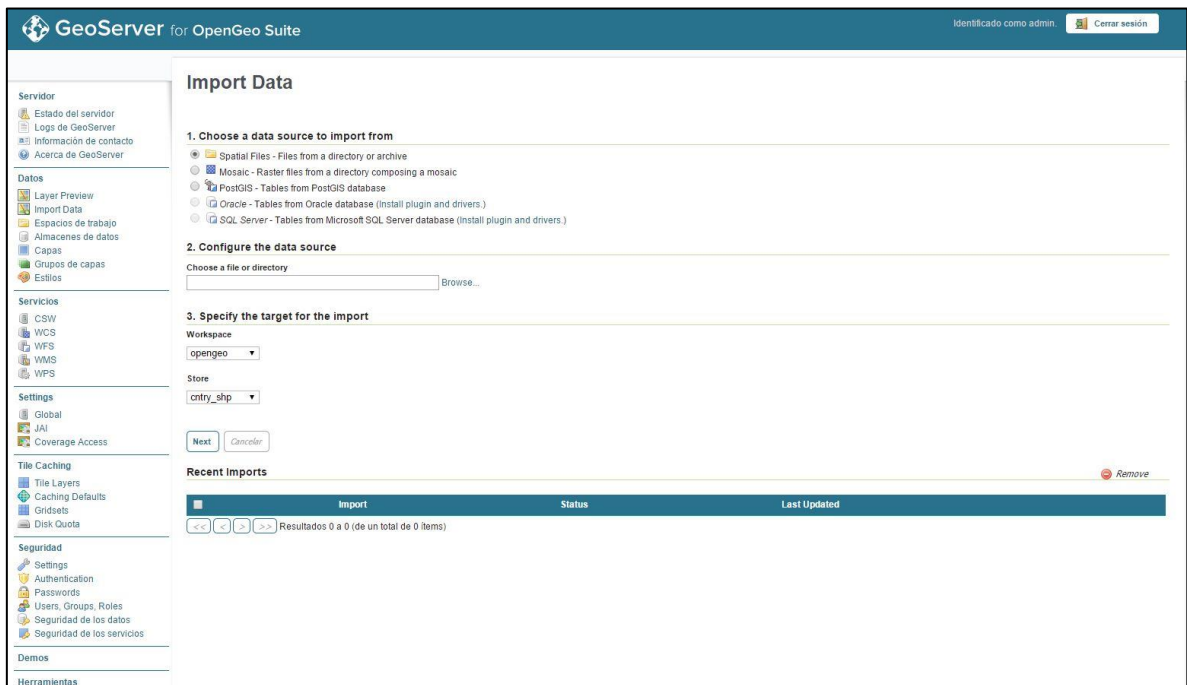 GeoServer for OpenGeo Suite
Identificado como admin.
Cerrar sesión
Servidor
Estado del servidor
Logs de GeoServer
Información de contacto
Acerca de GeoServer
Datos
Layer Preview
Import Data
Espacios de trabajo
Almacenes de datos
Capas
Grupos de capas
Estilos
Servicios
CSW
WCS
WFS
WMS
WPS
Settings
Global
JAI
Coverage Access
Tile Caching
Tile Layers
Caching Defaults
Gridsets
Disk Quota
Seguridad
Settings
Authentication
Passwords
Users, Groups, Roles
Seguridad de los datos
Seguridad de los servicios
Demos
Herramientas
Import Data
1. Choose a data source to import from
Spatial Files - Files from a directory or archive
Mosaic - Raster files from a directory composing a mosaic
PostGIS - Tables from PostGIS database
Oracle - Tables from Oracle database (Install plugin and drivers.)
SQL Server - Tables from Microsoft SQL Server database (Install plugin and drivers.)
2. Configure the data source
Choose a file or directory
Browse...
3. Specify the target for the import
Workspace
opengeo
Store
cntry_shp
Next Cancelar
Recent Imports
Remove
Import Status Last Updated
<< < > >> Resultados 0 a 0 (de un total de 0 ítems)